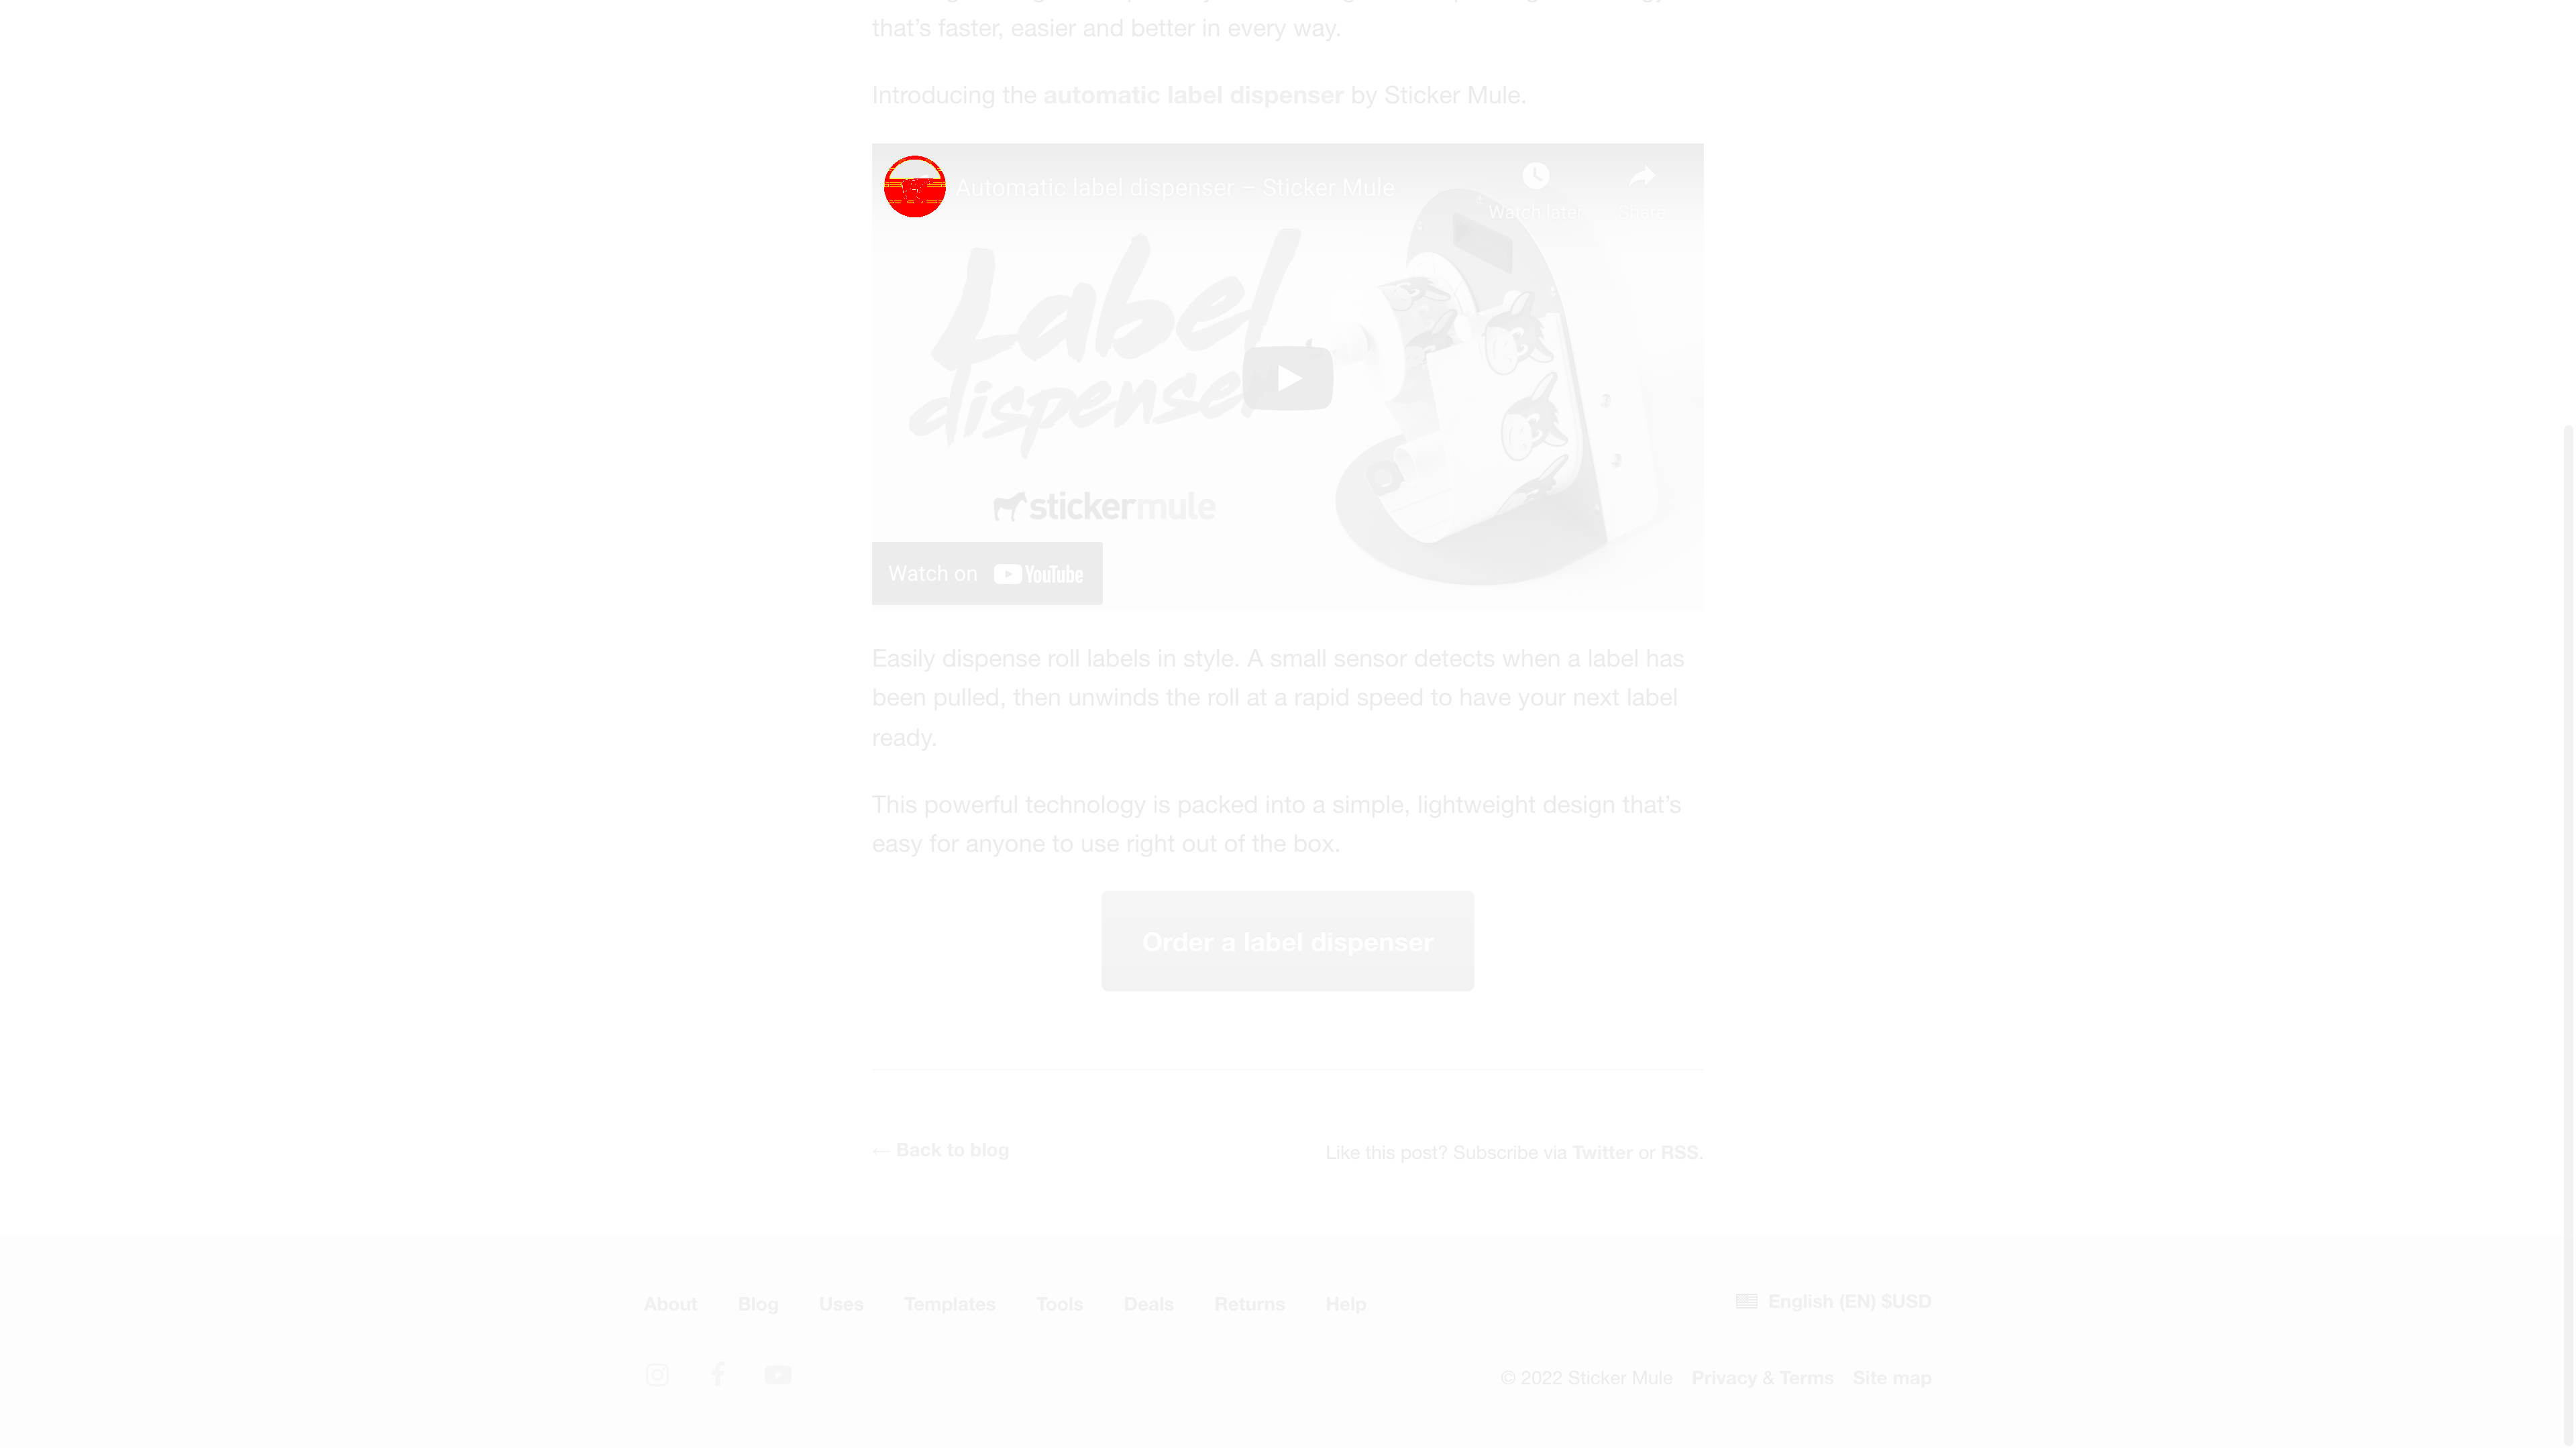 that's faster, easier and better in every way.
Introducing the automatic label dispenser by Sticker Mule.
Automatic label dispenser – Sticker Mule
Watch later
Label
dispenser
stickermule
Watch on YouTube
Easily dispense roll labels in style. A small sensor detects when a label has
been pulled, then unwinds the roll at a rapid speed to have your next label
ready.
This powerful technology is packed into a simple, lightweight design that's
easy for anyone to use right out of the box.
Order a label dispenser
← Back to blog
Like this post? Subscribe via Twitter or RSS.
About Blog Uses Templates Tools Deals Returns Help
English (EN) $USD
© 2022 Sticker Mule Privacy & Terms Site map